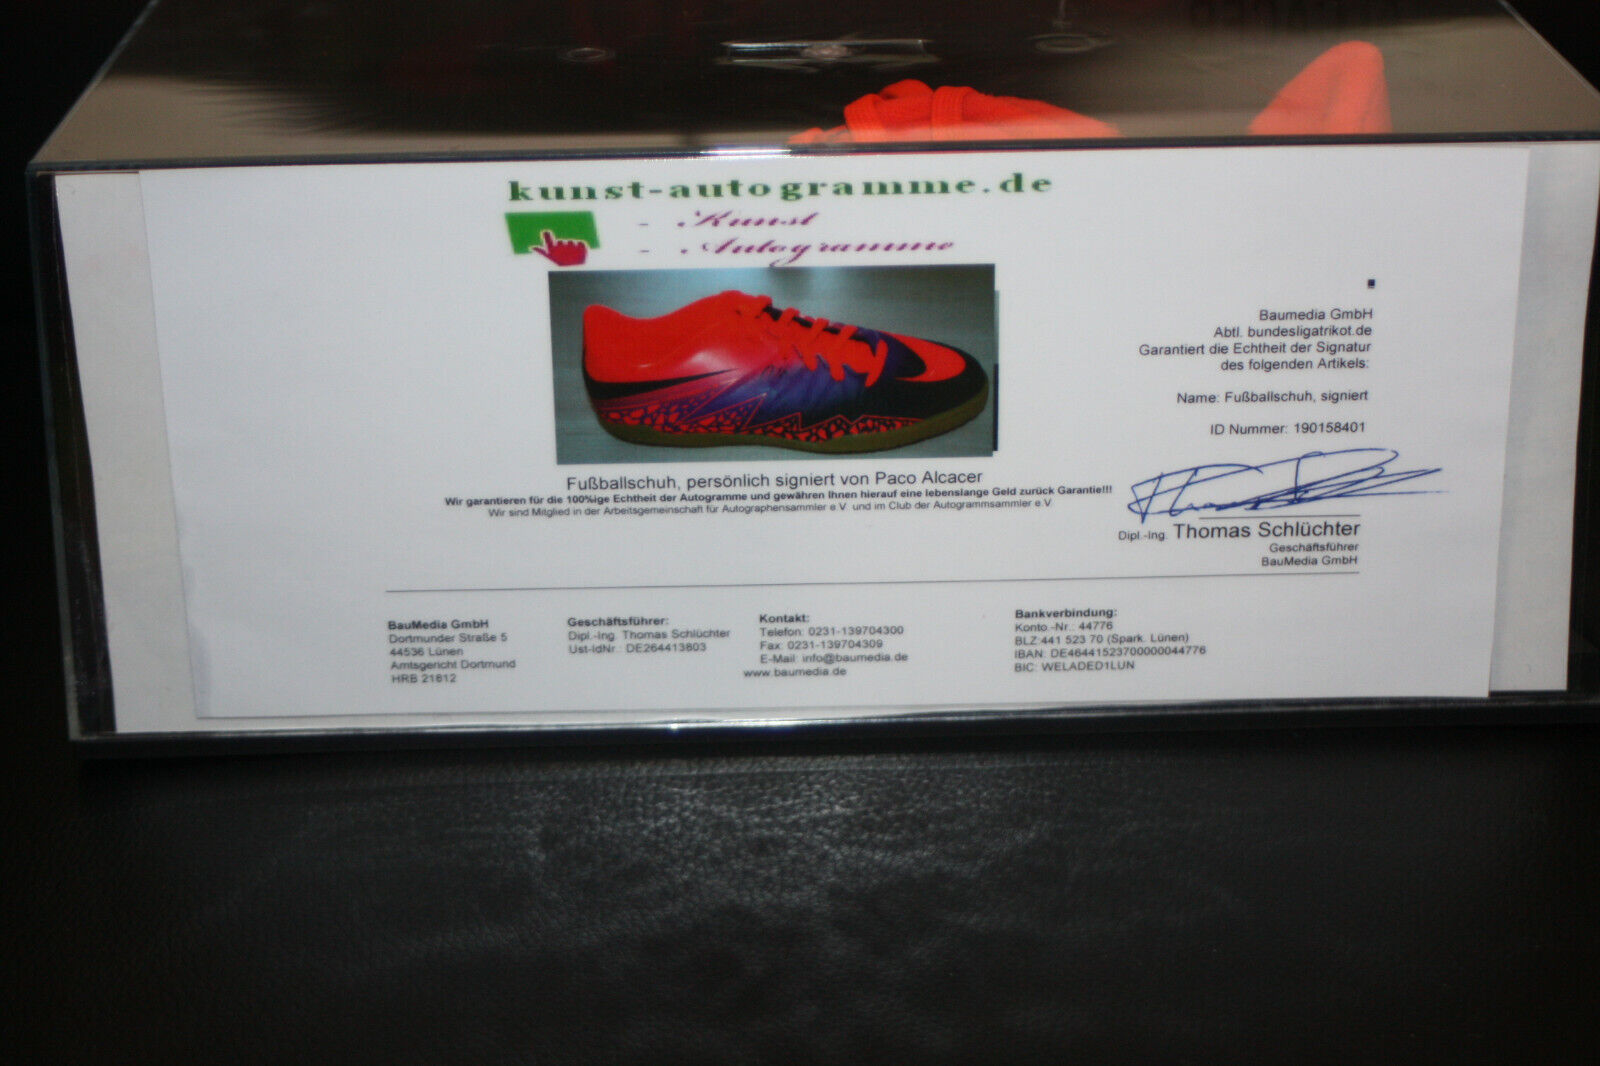 kunst-autogramme.de
- Kunst
- Autogramme
Baumedia GmbH
Abtl. bundesligatrikot.de
Garantiert die Echtheit der Signatur
des folgenden Artikels:
Name: Fußballschuh, signiert
ID Nummer: 190158401
Fußballschuh, persönlich signiert von Paco Alcacer
Wir garantieren für die 100%ige Echtheit der Autogramme und gewähren Ihnen hierauf eine lebenslange Geld zurück Garantie!!!
Wir sind Mitglied in der Arbeitsgemeinschaft für Autographensammler e.V. und im Club der Autogrammsammler e.V.
Dipl.-Ing. Thomas Schlüchter
Geschäftsführer
BauMedia GmbH
BauMedia GmbH
Dortmunder Straße 5
44536 Lünen
Amtsgericht Dortmund
HRB 21612
Geschäftsführer:
Dipl.-Ing. Thomas Schlüchter
Ust-IdNr.: DE264413603
Kontakt:
Telefon: 0231-139704300
Fax: 0231-139704309
E-Mail: info@baumedia.de
www.baumedia.de
Bankverbindung:
Konto.-Nr.: 44776
BLZ:441 523 70 (Spark. Lünen)
IBAN: DE46441523700000044776
BIC: WELADED1LUN